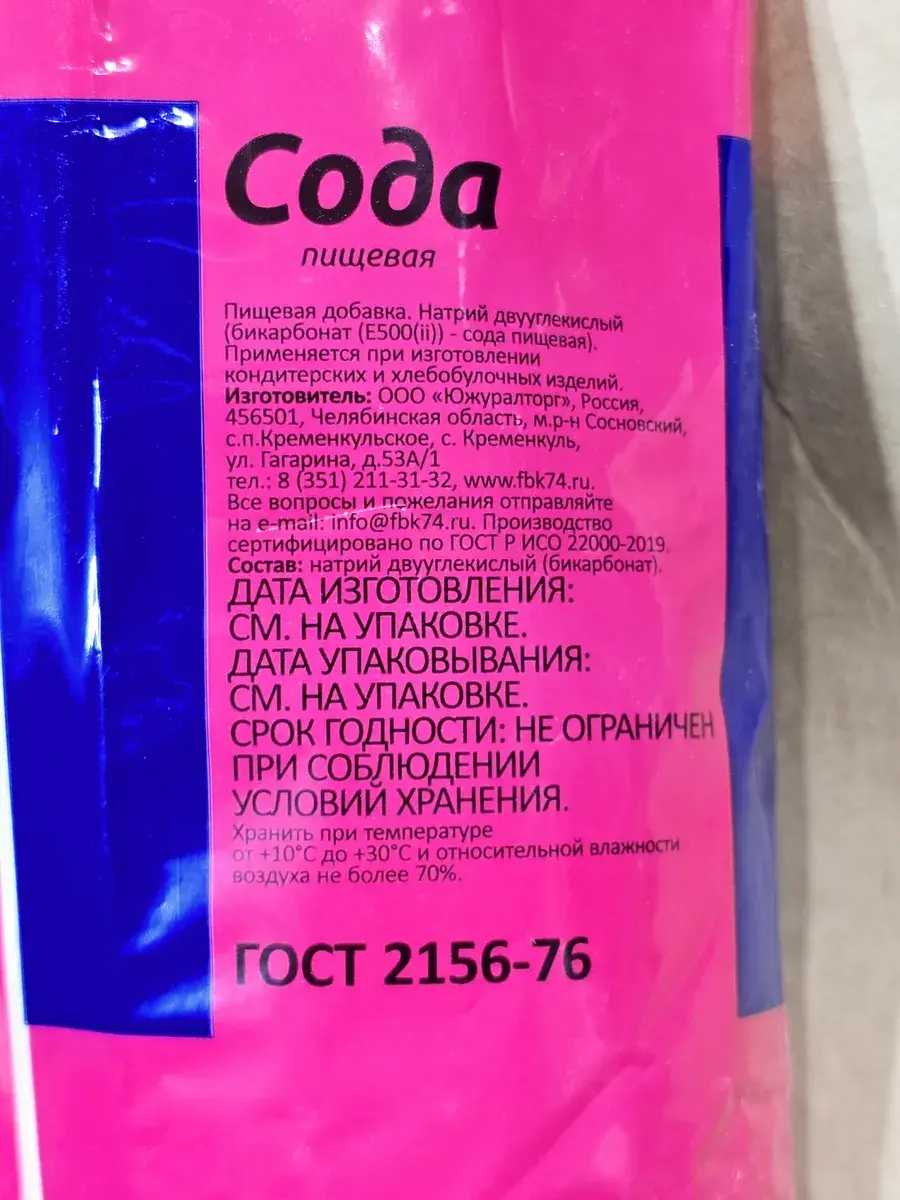 Сода
пищевая
Пищевая добавка. Натрий двууглекислый
(бикарбонат (Е500(ii)) - сода пищевая).
Применяется при изготовлении
кондитерских и хлебобулочных изделий.
Изготовитель: ООО «Южуралторг», Россия,
456501, Челябинская область, м.р-н Сосновский,
с.п.Кременкульское, с. Кременкуль,
ул. Гагарина, д.53А/1
тел.: 8 (351) 211-31-32, www.fbk74.ru.
Все вопросы и пожелания отправляйте
на e-mail: info@fbk74.ru. Производство
сертифицировано по ГОСТ Р ИСО 22000-2019.
Состав: натрий двууглекислый (бикарбонат).
ДАТА ИЗГОТОВЛЕНИЯ:
СМ. НА УПАКОВКЕ.
ДАТА УПАКОВЫВАНИЯ:
СМ. НА УПАКОВКЕ.
СРОК ГОДНОСТИ: НЕ ОГРАНИЧЕН
ПРИ СОБЛЮДЕНИИ
УСЛОВИЙ ХРАНЕНИЯ.
Хранить при температуре
от +10°С до +30°С и относительной влажности
воздуха не более 70%.
ГОСТ 2156-76